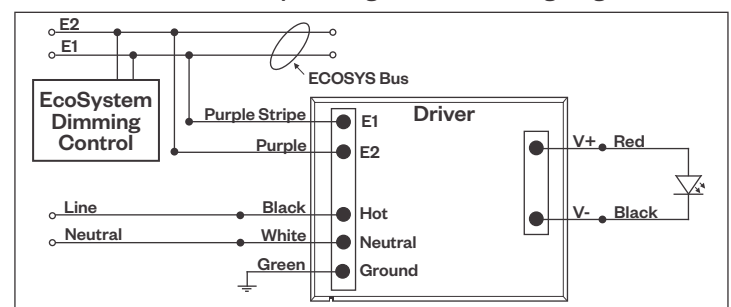 E2
E1
ECOSYS Bus
EcoSystem
Dimming
Control
Driver
Purple Stripe
E1
Purple
E2
V+
Red
Line
Black
Hot
V-
Black
Neutral
White
Neutral
Green
Ground